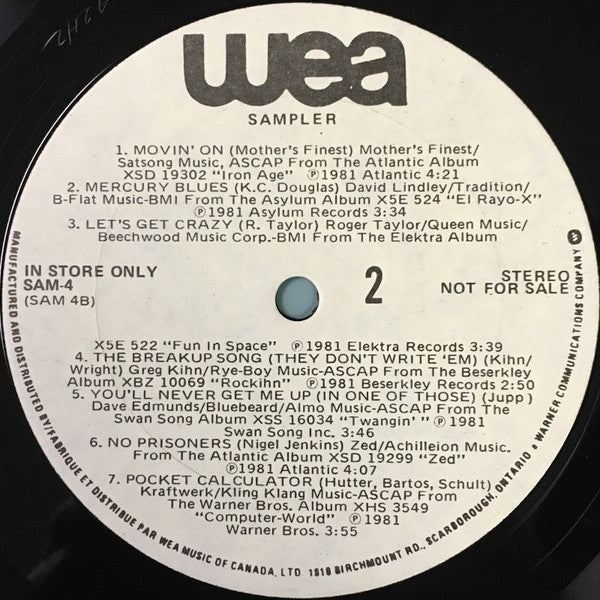 wea
SAMPLER
1. MOVIN' ON (Mother's Finest) Mother's Finest/
Satsong Music, ASCAP From The Atlantic Album
XSD 19302 "Iron Age" Ⓟ1981 Atlantic 4:21
2. MERCURY BLUES (K.C. Douglas) David Lindley/Tradition/
B-Flat Music-BMI From The Asylum Album X5E 524 "El Rayo-X"
Ⓟ1981 Asylum Records 3:34
3. LET'S GET CRAZY (R. Taylor) Roger Taylor/Queen Music/
Beechwood Music Corp.-BMI From The Elektra Album
IN STORE ONLY
SAM-4
(SAM 4B)
2
STEREO
NOT FOR SALE
X5E 522 "Fun In Space" Ⓟ1981 Elektra Records 3:39
4. THE BREAKUP SONG (THEY DON'T WRITE 'EM) (Kihn/
Wright) Greg Kihn/Rye-Boy Music-ASCAP From The Beserkley
Album XBZ 10069 "Rockihn" Ⓟ1981 Beserkley Records 2:50
5. YOU'LL NEVER GET ME UP (IN ONE OF THOSE) (Jupp)
Dave Edmunds/Bluebeard/Almo Music-ASCAP From The
Swan Song Album XSS 16034 "Twangin'" Ⓟ1981
Swan Song Inc. 3:46
6. NO PRISONERS (Nigel Jenkins) Zed/Achilleion Music.
From The Atlantic Album XSD 19299 "Zed"
Ⓟ1981 Atlantic 4:07
7. POCKET CALCULATOR (Hutter, Bartos, Schult)
Kraftwerk/Kling Klang Music-ASCAP From
The Warner Bros. Album XHS 3549
"Computer-World" Ⓟ1981
Warner Bros. 3:55
MANUFACTURED AND DISTRIBUTED BY/FABRIQUE ET DISTRIBUE PAR WEA MUSIC OF CANADA, LTD. 1810 BIRCHMOUNT RD., SCARBOROUGH, ONTARIO • WARNER COMMUNICATIONS COMPANY